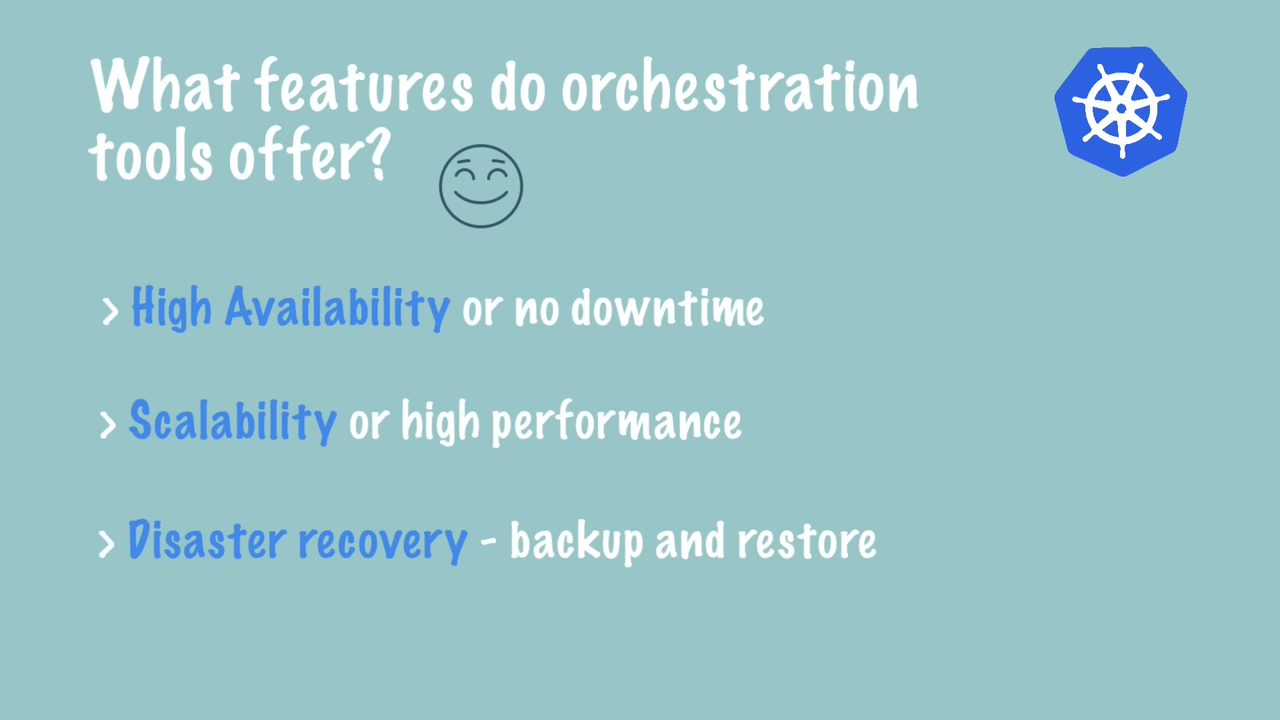 What features do orchestration
tools offer?
> High Availability or no downtime
> Scalability or high performance
> Disaster recovery - backup and restore